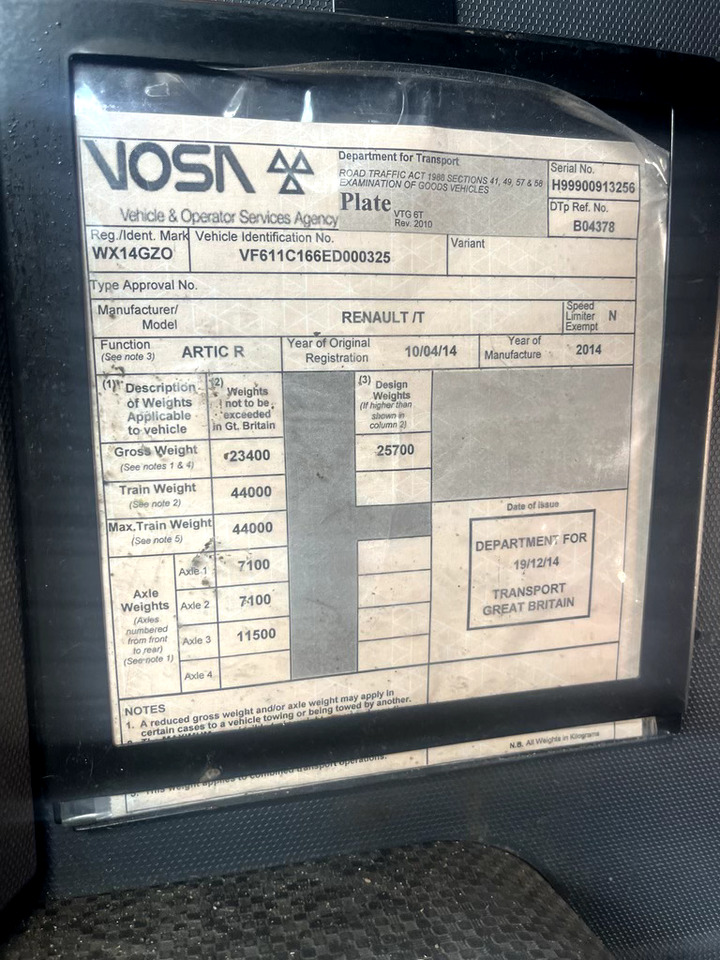 VOSA
Vehicle & Operator Services Agency
Department for Transport
ROAD TRAFFIC ACT 1988 SECTIONS 41, 49, 57 & 58
EXAMINATION OF GOODS VEHICLES
Plate VTG 6T
Rev. 2010
Serial No.
H99900913256
DTp Ref. No.
B04378
Reg./Ident. Mark
WX14GZO
Vehicle Identification No.
VF611C166ED000325
Variant
Type Approval No.
Manufacturer/
Model
RENAULT /T
Speed
Limiter
Exempt
N
Function
(See note 3)
ARTIC R
Year of Original
Registration
10/04/14
Year of
Manufacture
2014
(1) Description
of Weights
Applicable
to vehicle
(2) Weights
not to be
exceeded
in Gt. Britain
(3) Design
Weights
(If higher than
shown in
column 2)
Gross Weight
(See notes 1 & 4)
23400
25700
Train Weight
(See note 2)
44000
Max.Train Weight
(See note 5)
44000
Axle
Weights
(Axles
numbered
from front
to rear)
(See note 1)
Axle 1
7100
Axle 2
7100
Axle 3
11500
Axle 4
Date of issue
DEPARTMENT FOR
19/12/14
TRANSPORT
GREAT BRITAIN
NOTES
1. A reduced gross weight and/or axle weight may apply in
certain cases to a vehicle towing or being towed by another.
N.B. All Weights in Kilograms
5. This weight applies to combined transport operations.